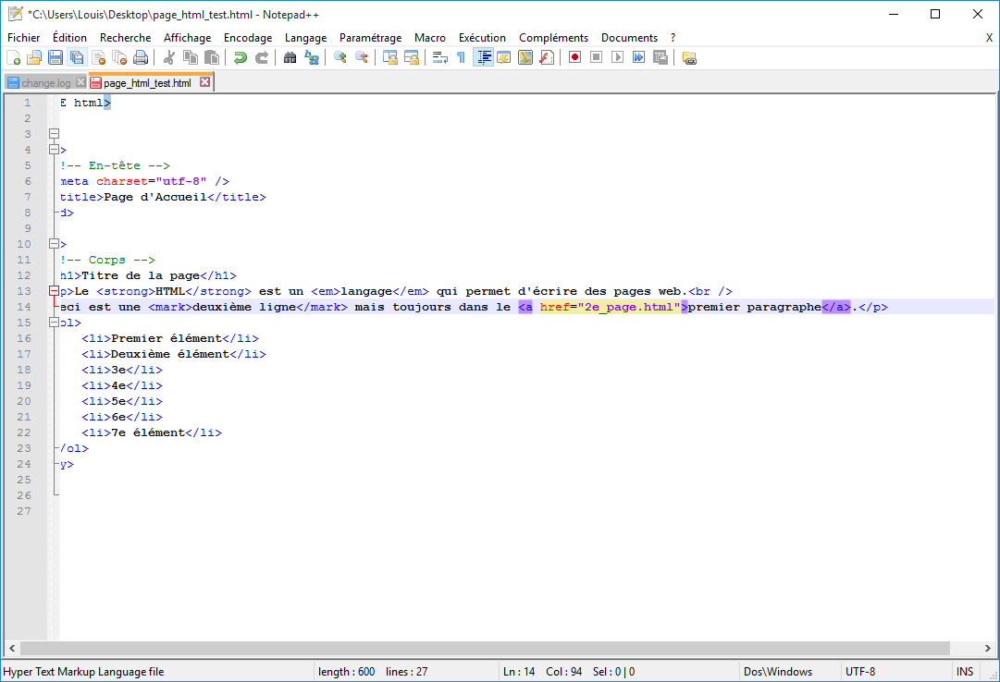 *C:\Users\Louis\Desktop\page_html_test.html - Notepad++
Fichier Édition Recherche Affichage Encodage Langage Paramétrage Macro Exécution Compléments Documents ? X
change.log page_html_test.html
1 E html>
2
3
4 >
5 !-- En-tête -->
6 meta charset="utf-8" />
7 title>Page d'Accueil</title>
8 d>
9
10 >
11 !-- Corps -->
12 h1>Titre de la page</h1>
13 p>Le <strong>HTML</strong> est un <em>langage</em> qui permet d'écrire des pages web.<br />
14 eci est une <mark>deuxième ligne</mark> mais toujours dans le <a href="2e_page.html">premier paragraphe</a>.</p>
15 ol>
16 <li>Premier élément</li>
17 <li>Deuxième élément</li>
18 <li>3e</li>
19 <li>4e</li>
20 <li>5e</li>
21 <li>6e</li>
22 <li>7e élément</li>
23 /ol>
24 y>
25
26
27
Hyper Text Markup Language file length : 600 lines : 27 Ln : 14 Col : 94 Sel : 0 | 0 Dos\Windows UTF-8 INS